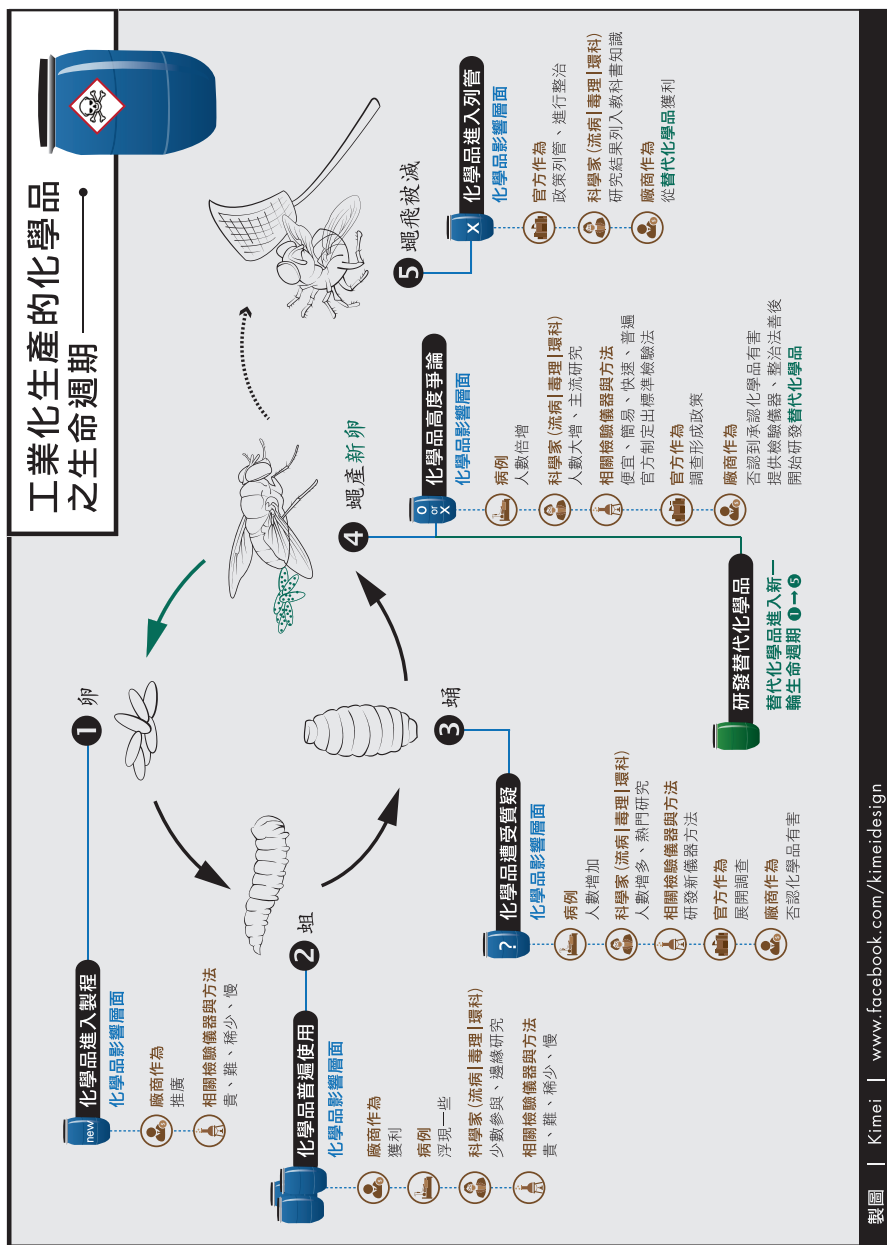 工業化生產的化學品
之生命週期
1 卵
new 化學品進入製程
化學品影響層面
廠商作為
推廣
相關檢驗儀器與方法
貴、難、稀少、慢
2 蛆
化學品普遍使用
化學品影響層面
廠商作為
獲利
病例
浮現一些
科學家(流病|毒理|環科)
少數參與、邊緣研究
相關檢驗儀器與方法
貴、難、稀少、慢
3 蛹
? 化學品遭受質疑
化學品影響層面
病例
人數增加
科學家(流病|毒理|環科)
人數增多、熱門研究
相關檢驗儀器與方法
研發新儀器方法
官方作為
展開調查
廠商作為
否認化學品有害
4 蠅產新卵
O or X 化學品高度爭論
化學品影響層面
病例
人數倍增
科學家(流病|毒理|環科)
人數大增、主流研究
相關檢驗儀器與方法
便宜、簡易、快速、普遍
官方制定出標準檢驗法
官方作為
調查形成政策
廠商作為
否認到承認化學品有害
提供檢驗儀器、整治法善後
開始研發替代化學品
研發替代化學品
替代化學品進入新一
輪生命週期 1→5
5 蠅飛被滅
X 化學品進入列管
化學品影響層面
官方作為
政策列管、進行整治
科學家(流病|毒理|環科)
研究結果列入教科書知識
廠商作為
從替代化學品獲利
製圖 | Kimei | www.facebook.com/kimeidesign